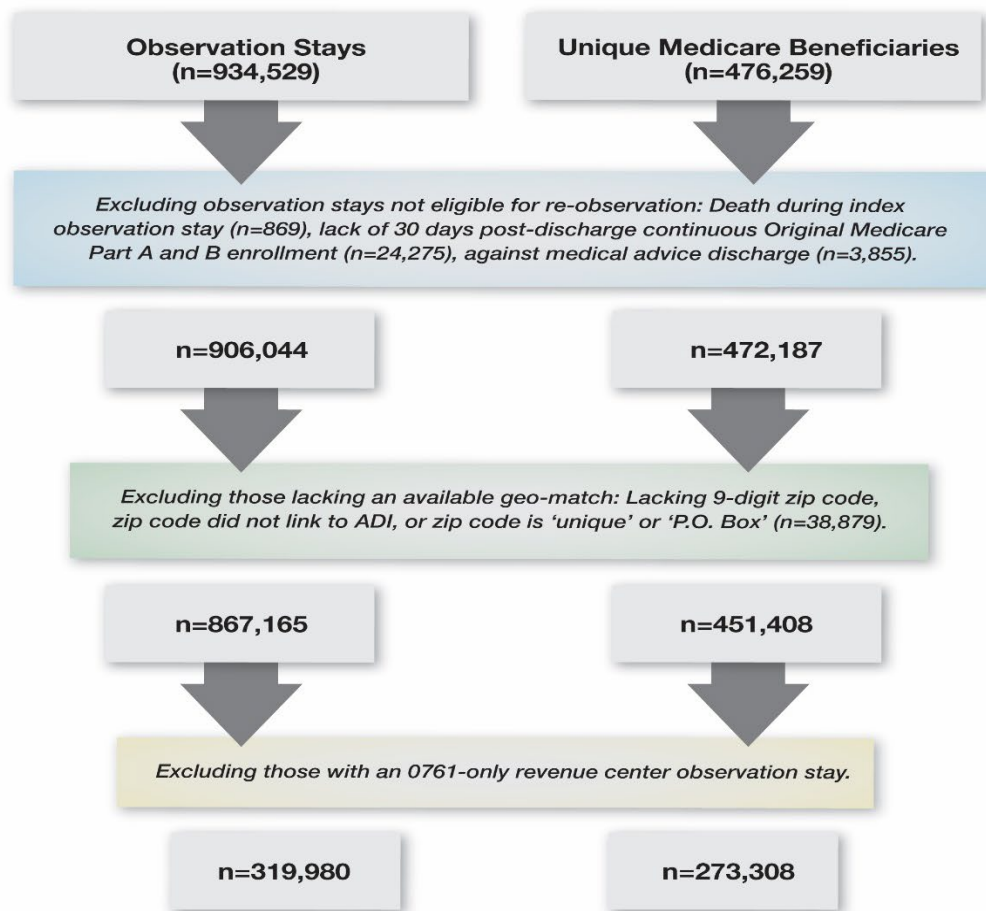 Observation Stays
(n=934,529)
Unique Medicare Beneficiaries
(n=476,259)
Excluding observation stays not eligible for re-observation: Death during index
observation stay (n=869), lack of 30 days post-discharge continuous Original Medicare
Part A and B enrollment (n=24,275), against medical advice discharge (n=3,855).
n=906,044
n=472,187
Excluding those lacking an available geo-match: Lacking 9-digit zip code,
zip code did not link to ADI, or zip code is ‘unique’ or ‘P.O. Box’ (n=38,879).
n=867,165
n=451,408
Excluding those with an 0761-only revenue center observation stay.
n=319,980
n=273,308